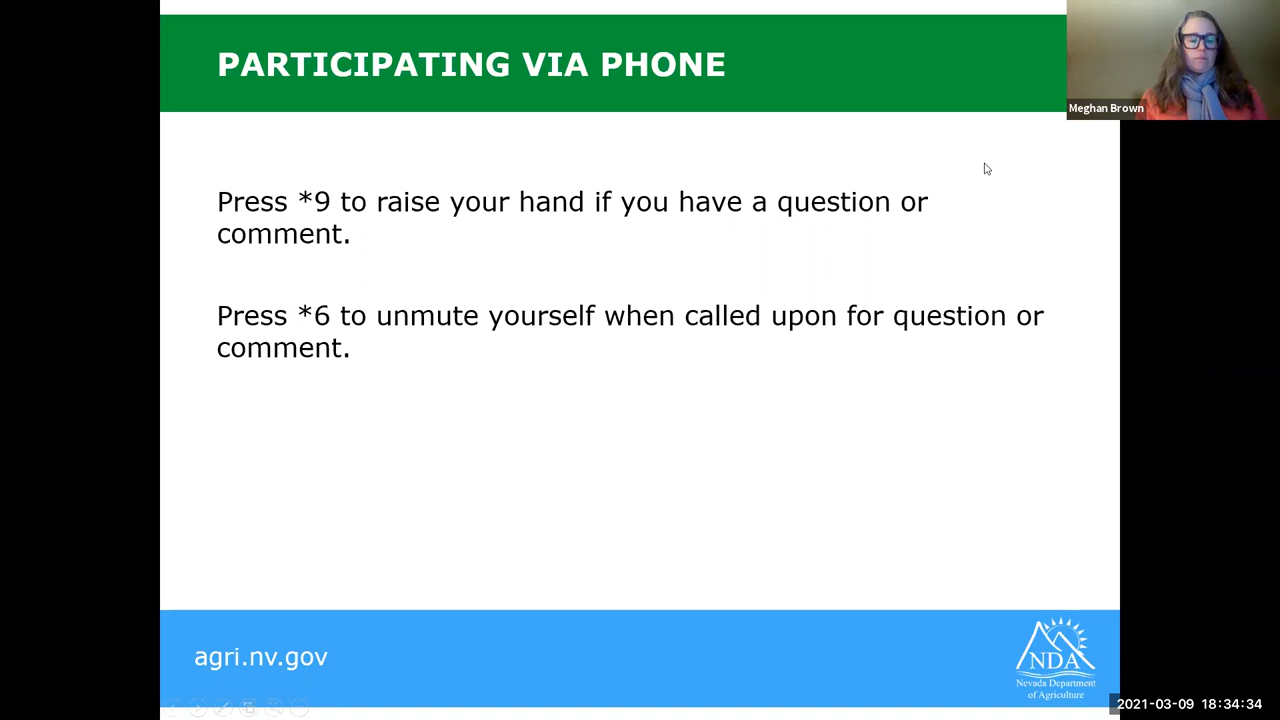 PARTICIPATING VIA PHONE
Meghan Brown
Press *9 to raise your hand if you have a question or
comment.
Press *6 to unmute yourself when called upon for question or
comment.
agri.nv.gov
NDA
Nevada Department
of Agriculture
2021-03-09 18:34:34